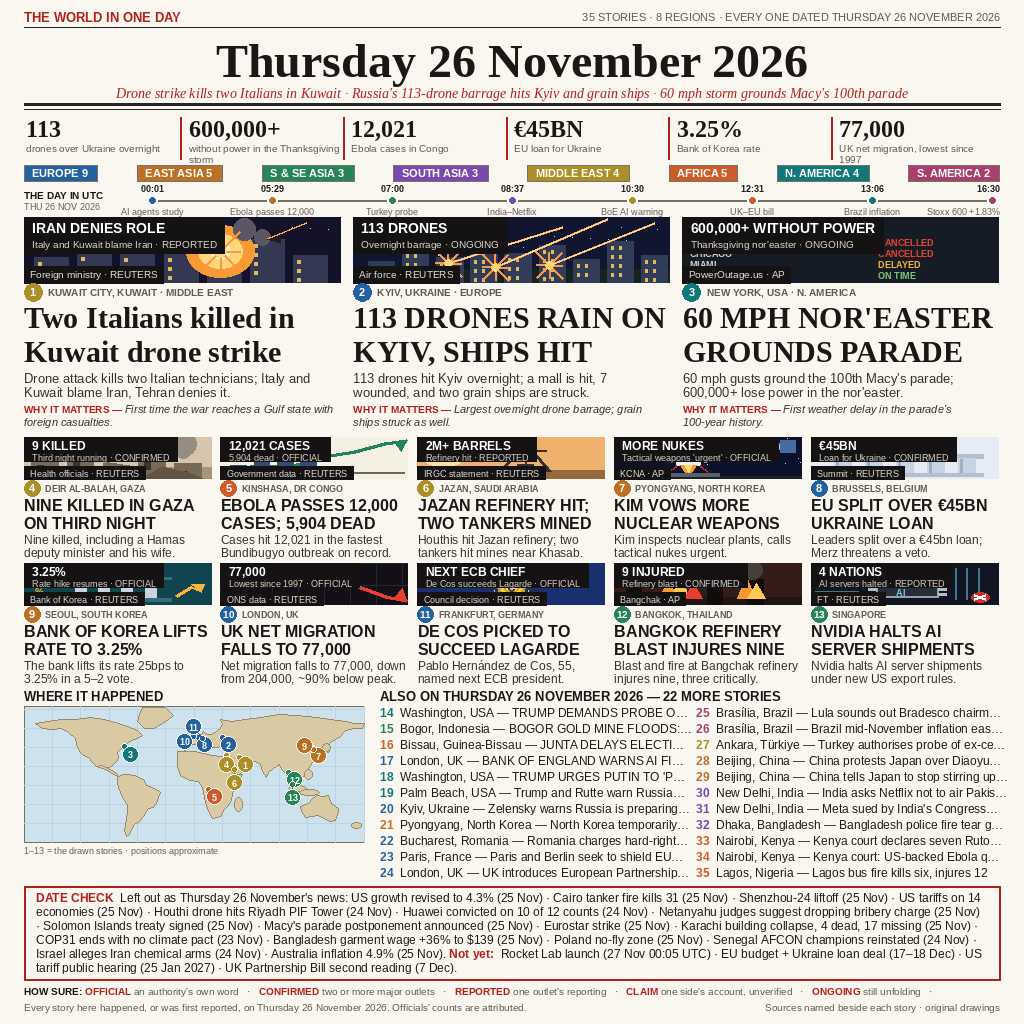 THE WORLD IN ONE DAY
35 STORIES · 8 REGIONS · EVERY ONE DATED THURSDAY 26 NOVEMBER 2026
Thursday 26 November 2026
Drone strike kills two Italians in Kuwait · Russia's 113-drone barrage hits Kyiv and grain ships · 60 mph storm grounds Macy's 100th parade
113
drones over Ukraine overnight
600,000+
without power in the Thanksgiving
storm
12,021
Ebola cases in Congo
€45BN
EU loan for Ukraine
3.25%
Bank of Korea rate
77,000
UK net migration, lowest since
1997
EUROPE 9
EAST ASIA 5
S & SE ASIA 3
SOUTH ASIA 3
MIDDLE EAST 4
AFRICA 5
N. AMERICA 4
S. AMERICA 2
THE DAY IN UTC
THU 26 NOV 2026
00:01
05:29
07:00
08:37
10:30
12:31
13:06
16:30
AI agents study
Ebola passes 12,000
Turkey probe
India–Netflix
BoE AI warning
UK–EU bill
Brazil inflation
Stoxx 600 +1.83%
IRAN DENIES ROLE
Italy and Kuwait blame Iran · REPORTED
Foreign ministry · REUTERS
1 KUWAIT CITY, KUWAIT · MIDDLE EAST
Two Italians killed in
Kuwait drone strike
Drone attack kills two Italian technicians; Italy and
Kuwait blame Iran, Tehran denies it.
WHY IT MATTERS — First time the war reaches a Gulf state with
foreign casualties.
113 DRONES
Overnight barrage · ONGOING
Air force · REUTERS
2 KYIV, UKRAINE · EUROPE
113 DRONES RAIN ON
KYIV, SHIPS HIT
113 drones hit Kyiv overnight; a mall is hit, 7
wounded, and two grain ships are struck.
WHY IT MATTERS — Largest overnight drone barrage; grain
ships struck as well.
600,000+ WITHOUT POWER
Thanksgiving nor'easter · ONGOING
CHICAGO
MIAMI
CANCELLED
CANCELLED
DELAYED
ON TIME
PowerOutage.us · AP
3 NEW YORK, USA · N. AMERICA
60 MPH NOR'EASTER
GROUNDS PARADE
60 mph gusts ground the 100th Macy's parade;
600,000+ lose power in the nor'easter.
WHY IT MATTERS — First weather delay in the parade's
100-year history.
9 KILLED
Third night running · CONFIRMED
Health officials · REUTERS
4 DEIR AL-BALAH, GAZA
NINE KILLED IN GAZA
ON THIRD NIGHT
Nine killed, including a Hamas
deputy minister and his wife.
12,021 CASES
5,904 dead · OFFICIAL
Government data · REUTERS
5 KINSHASA, DR CONGO
EBOLA PASSES 12,000
CASES; 5,904 DEAD
Cases hit 12,021 in the fastest
Bundibugyo outbreak on record.
2M+ BARRELS
Refinery hit · REPORTED
IRGC statement · REUTERS
6 JAZAN, SAUDI ARABIA
JAZAN REFINERY HIT;
TWO TANKERS MINED
Houthis hit Jazan refinery; two
tankers hit mines near Khasab.
MORE NUKES
Tactical weapons 'urgent' · OFFICIAL
KCNA · AP
7 PYONGYANG, NORTH KOREA
KIM VOWS MORE
NUCLEAR WEAPONS
Kim inspects nuclear plants, calls
tactical nukes urgent.
€45BN
Loan for Ukraine · CONFIRMED
Summit · REUTERS
8 BRUSSELS, BELGIUM
EU SPLIT OVER €45BN
UKRAINE LOAN
Leaders split over a €45bn loan;
Merz threatens a veto.
3.25%
Rate hike resumes · OFFICIAL
Bank of Korea · REUTERS
9 SEOUL, SOUTH KOREA
BANK OF KOREA LIFTS
RATE TO 3.25%
The bank lifts its rate 25bps to
3.25% in a 5–2 vote.
77,000
Lowest since 1997 · OFFICIAL
ONS data · REUTERS
10 LONDON, UK
UK NET MIGRATION
FALLS TO 77,000
Net migration falls to 77,000, down
from 204,000, ~90% below peak.
NEXT ECB CHIEF
De Cos succeeds Lagarde · OFFICIAL
Council decision · REUTERS
11 FRANKFURT, GERMANY
DE COS PICKED TO
SUCCEED LAGARDE
Pablo Hernández de Cos, 55,
named next ECB president.
9 INJURED
Refinery blast · CONFIRMED
Bangchak · AP
12 BANGKOK, THAILAND
BANGKOK REFINERY
BLAST INJURES NINE
Blast and fire at Bangchak refinery
injures nine, three critically.
4 NATIONS
AI servers halted · REPORTED
AI
FT · REUTERS
13 SINGAPORE
NVIDIA HALTS AI
SERVER SHIPMENTS
Nvidia halts AI server shipments
under new US export rules.
WHERE IT HAPPENED
11
10
8
2
3
4
1
6
5
9
7
12
13
1–13 = the drawn stories · positions approximate
ALSO ON THURSDAY 26 NOVEMBER 2026 — 22 MORE STORIES
14 Washington, USA — TRUMP DEMANDS PROBE O…
15 Bogor, Indonesia — BOGOR GOLD MINE FLOODS:…
16 Bissau, Guinea-Bissau — JUNTA DELAYS ELECTI…
17 London, UK — BANK OF ENGLAND WARNS AI FI…
18 Washington, USA — TRUMP URGES PUTIN TO 'P…
19 Palm Beach, USA — Trump and Rutte warn Russia…
20 Kyiv, Ukraine — Zelensky warns Russia is preparing…
21 Pyongyang, North Korea — North Korea temporarily…
22 Bucharest, Romania — Romania charges hard-right…
23 Paris, France — Paris and Berlin seek to shield EU…
24 London, UK — UK introduces European Partnership…
25 Brasília, Brazil — Lula sounds out Bradesco chairm…
26 Brasília, Brazil — Brazil mid-November inflation eas…
27 Ankara, Türkiye — Turkey authorises probe of ex-ce…
28 Beijing, China — China protests Japan over Diaoyu…
29 Beijing, China — China tells Japan to stop stirring up…
30 New Delhi, India — India asks Netflix not to air Pakis…
31 New Delhi, India — Meta sued by India's Congress…
32 Dhaka, Bangladesh — Bangladesh police fire tear g…
33 Nairobi, Kenya — Kenya court declares seven Ruto…
34 Nairobi, Kenya — Kenya court: US-backed Ebola q…
35 Lagos, Nigeria — Lagos bus fire kills six, injures 12
DATE CHECK Left out as Thursday 26 November's news: US growth revised to 4.3% (25 Nov) · Cairo tanker fire kills 31 (25 Nov) · Shenzhou-24 liftoff (25 Nov) · US tariffs on 14
economies (25 Nov) · Houthi drone hits Riyadh PIF Tower (24 Nov) · Huawei convicted on 10 of 12 counts (24 Nov) · Netanyahu judges suggest dropping bribery charge (25 Nov)
· Solomon Islands treaty signed (25 Nov) · Macy's parade postponement announced (25 Nov) · Eurostar strike (25 Nov) · Karachi building collapse, 4 dead, 17 missing (25 Nov) ·
COP31 ends with no climate pact (23 Nov) · Bangladesh garment wage +36% to $139 (25 Nov) · Poland no-fly zone (25 Nov) · Senegal AFCON champions reinstated (24 Nov) ·
Israel alleges Iran chemical arms (24 Nov) · Australia inflation 4.9% (25 Nov). Not yet: Rocket Lab launch (27 Nov 00:05 UTC) · EU budget + Ukraine loan deal (17–18 Dec) · US
tariff public hearing (25 Jan 2027) · UK Partnership Bill second reading (7 Dec).
HOW SURE: OFFICIAL an authority's own word · CONFIRMED two or more major outlets · REPORTED one outlet's reporting · CLAIM one side's account, unverified · ONGOING still unfolding ·
Every story here happened, or was first reported, on Thursday 26 November 2026. Officials' counts are attributed.
Sources named beside each story · original drawings